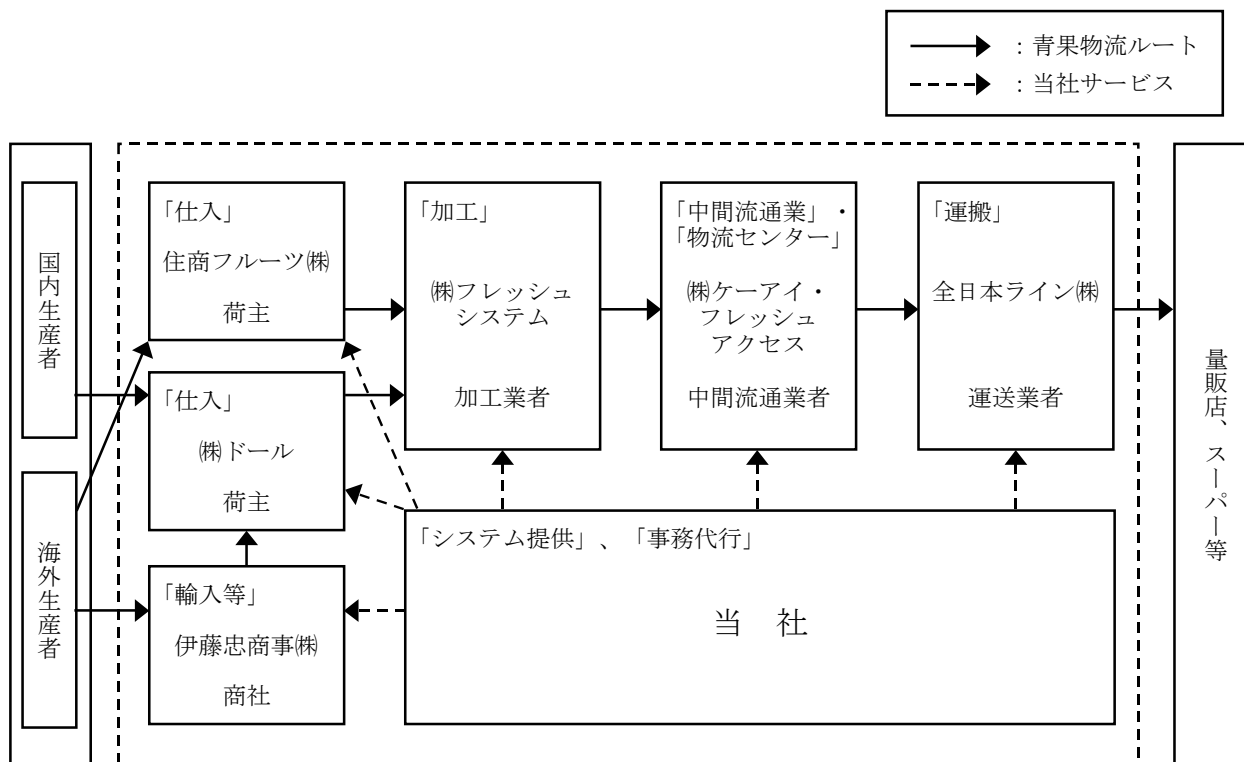 ：青果物流ルート
：当社サービス
国内生産者
海外生産者
「仕入」
住商フルーツ㈱
荷主
「仕入」
㈱ドール
荷主
「輸入等」
伊藤忠商事㈱
商社
「加工」
㈱フレッシュ
システム
加工業者
「中間流通業」・
「物流センター」
㈱ケーアイ・
フレッシュ
アクセス
中間流通業者
「運搬」
全日本ライン㈱
運送業者
「システム提供」、「事務代行」
当　社
量販店、スーパー等